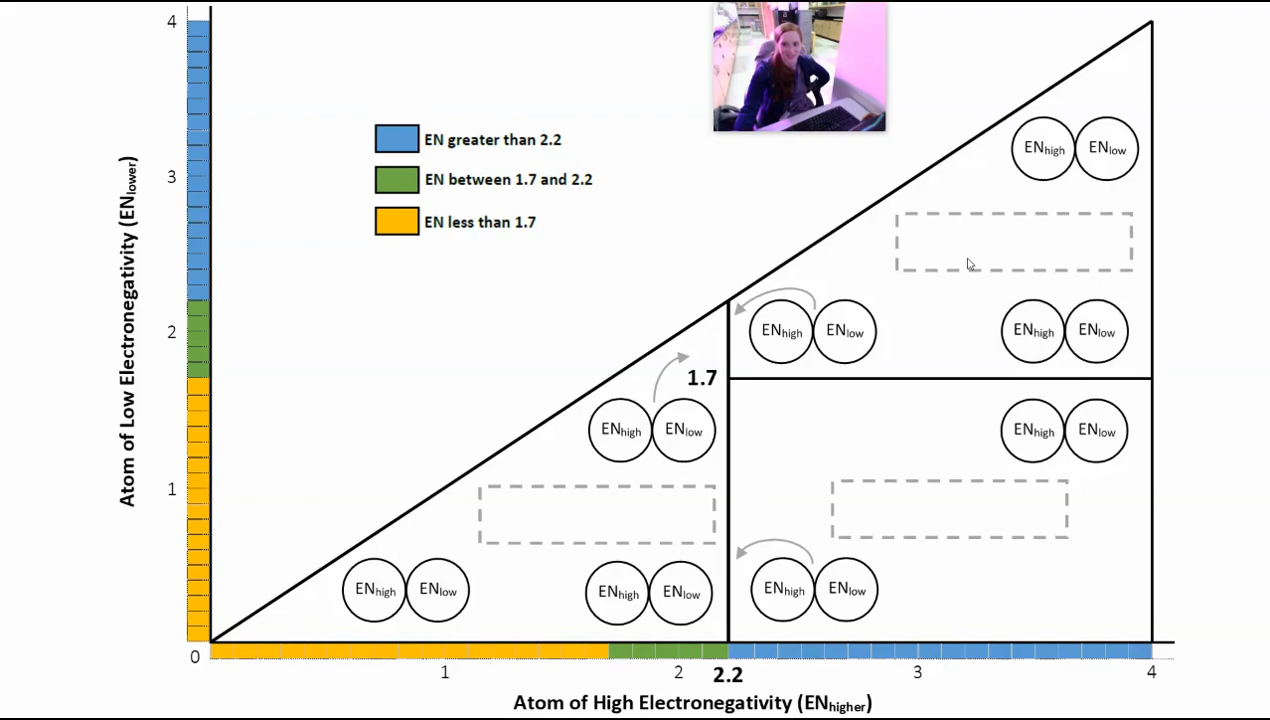 4
EN greater than 2.2
ENhigh ENlow
EN between 1.7 and 2.2
3
EN less than 1.7
Atom of Low Electronegativity (ENlower)
2
ENhigh ENlow
ENhigh ENlow
1.7
ENhigh ENlow
ENhigh ENlow
1
ENhigh ENlow
ENhigh ENlow
ENhigh ENlow
0
1
2
2.2
3
4
Atom of High Electronegativity (ENhigher)